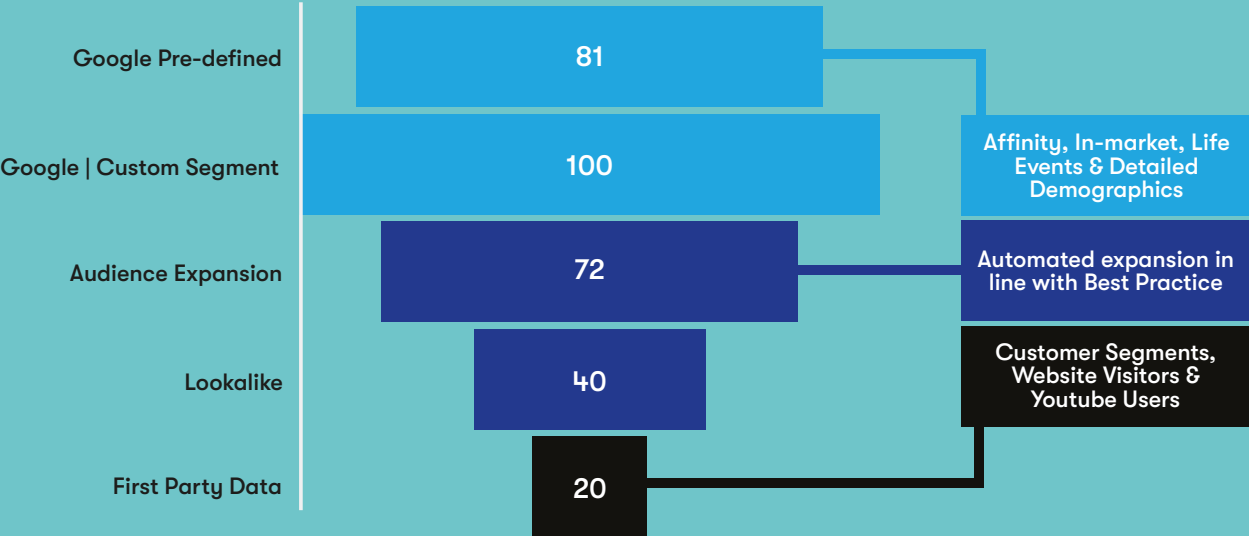 Google Pre-defined
81
Google | Custom Segment
100
Affinity, In-market, Life
Events & Detailed
Demographics
Audience Expansion
72
Automated expansion in
line with Best Practice
Lookalike
40
Customer Segments,
Website Visitors &
Youtube Users
First Party Data
20